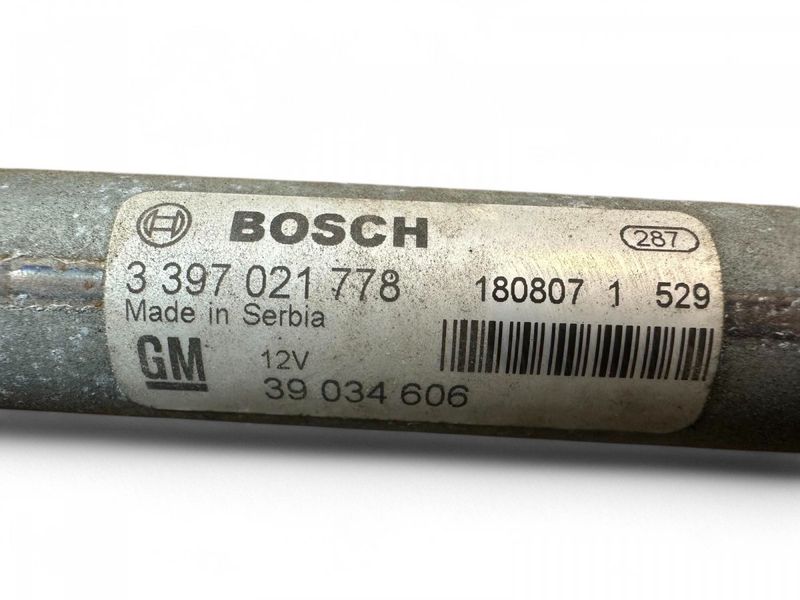 BOSCH 287
3 397 021 778 180807 1 529
Made in Serbia
GM 12V
39 034 606